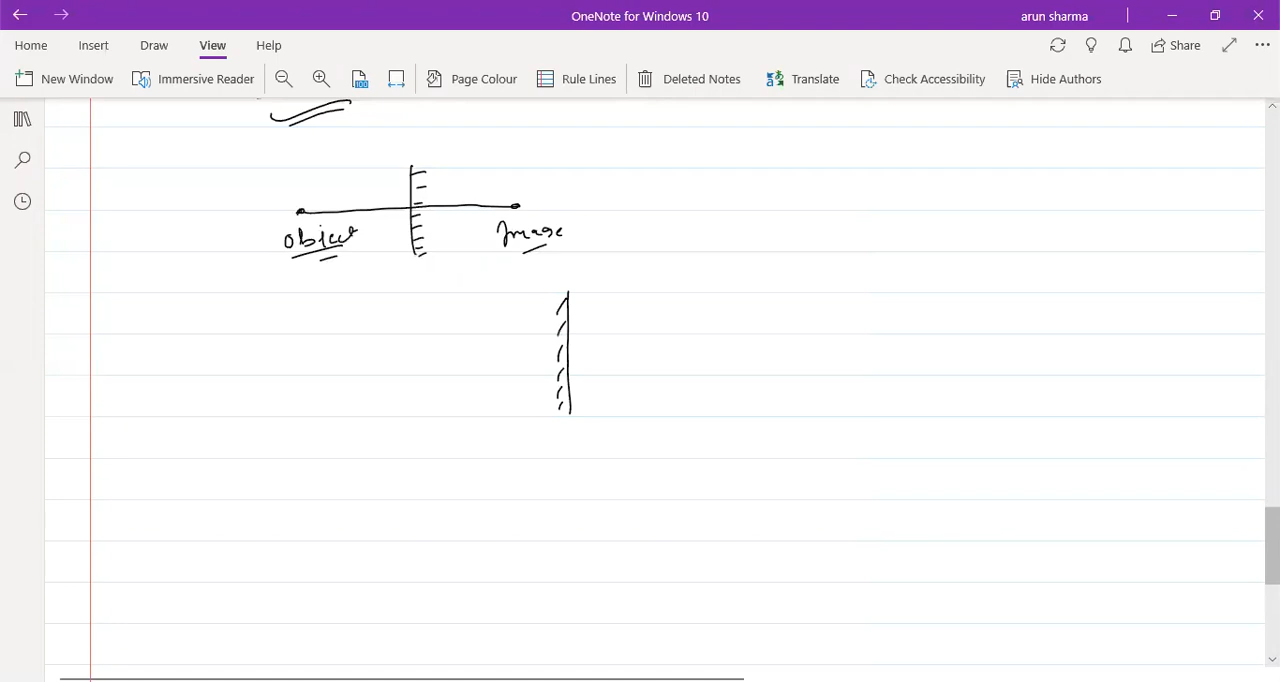 OneNote for Windows 10
arun sharma
Home Insert Draw View Help
Share
New Window Immersive Reader Page Colour Rule Lines Deleted Notes Translate Check Accessibility Hide Authors
object Image